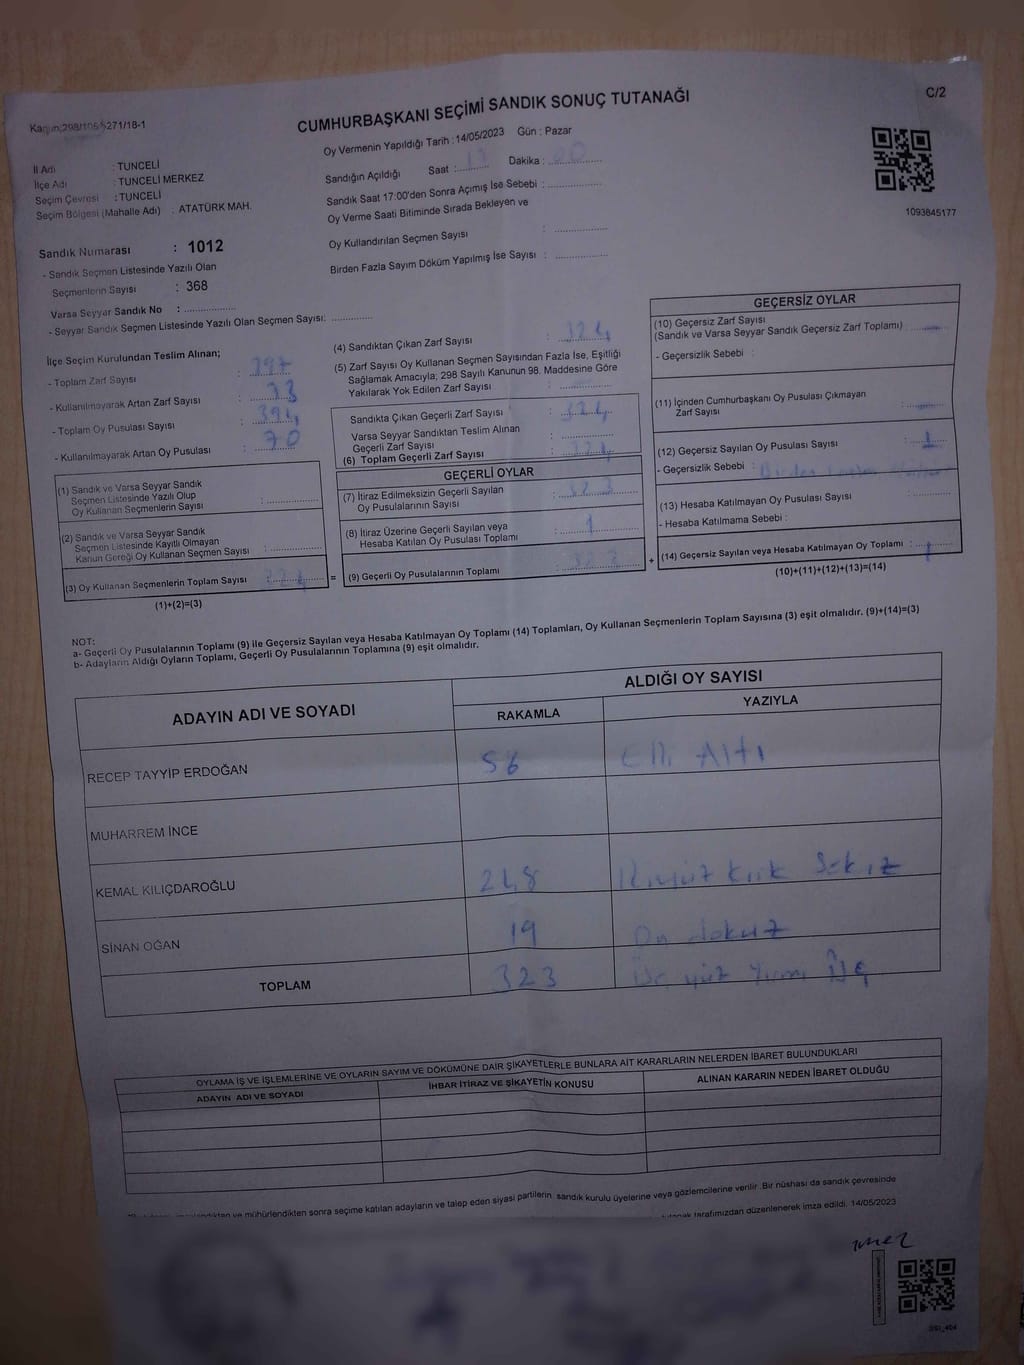 C/2
CUMHURBAŞKANI SEÇİMİ SANDIK SONUÇ TUTANAĞI
Oy Vermenin Yapıldığı Tarih : 14/05/2023 Gün : Pazar
İl Adı : TUNCELİ
İlçe Adı : TUNCELİ MERKEZ
Seçim Çevresi : TUNCELİ
Seçim Bölgesi (Mahalle Adı) : ATATÜRK MAH.
Sandığın Açıldığı Saat : 17 Dakika : 00
Sandık Saat 17:00'den Sonra Açılmış İse Sebebi :
Oy Verme Saati Bitiminde Sırada Bekleyen ve
Oy Kullandırılan Seçmen Sayısı :
Birden Fazla Sayım Döküm Yapılmış İse Sayısı :
1093845177
Sandık Numarası : 1012
- Sandık Seçmen Listesinde Yazılı Olan
Seçmenlerin Sayısı : 368
Varsa Seyyar Sandık No :
- Seyyar Sandık Seçmen Listesinde Yazılı Olan Seçmen Sayısı:
İlçe Seçim Kurulundan Teslim Alınan;
- Toplam Zarf Sayısı : 397
- Kullanılmayarak Artan Zarf Sayısı : 73
- Toplam Oy Pusulası Sayısı : 394
- Kullanılmayarak Artan Oy Pusulası : 70
(1) Sandık ve Varsa Seyyar Sandık
Seçmen Listesinde Yazılı Olup
Oy Kullanan Seçmenlerin Sayısı :
(2) Sandık ve Varsa Seyyar Sandık
Seçmen Listesinde Kayıtlı Olmayan
Kanun Gereği Oy Kullanan Seçmen Sayısı :
(3) Oy Kullanan Seçmenlerin Toplam Sayısı : 324
(1)+(2)=(3)
(4) Sandıktan Çıkan Zarf Sayısı : 324
(5) Zarf Sayısı Oy Kullanan Seçmen Sayısından Fazla İse, Eşitliği
Sağlamak Amacıyla; 298 Sayılı Kanunun 98. Maddesine Göre
Yakılarak Yok Edilen Zarf Sayısı :
Sandıkta Çıkan Geçerli Zarf Sayısı : 324
Varsa Seyyar Sandıktan Teslim Alınan
Geçerli Zarf Sayısı :
(6) Toplam Geçerli Zarf Sayısı : 324
GEÇERLİ OYLAR
(7) İtiraz Edilmeksizin Geçerli Sayılan
Oy Pusulalarının Sayısı : 323
(8) İtiraz Üzerine Geçerli Sayılan veya
Hesaba Katılan Oy Pusulası Toplamı : 1
=
(9) Geçerli Oy Pusulalarının Toplamı : 323
+
GEÇERSİZ OYLAR
(10) Geçersiz Zarf Sayısı
(Sandık ve Varsa Seyyar Sandık Geçersiz Zarf Toplamı) :
- Geçersizlik Sebebi :
(11) İçinden Cumhurbaşkanı Oy Pusulası Çıkmayan
Zarf Sayısı :
(12) Geçersiz Sayılan Oy Pusulası Sayısı : 1
- Geçersizlik Sebebi : Birden
(13) Hesaba Katılmayan Oy Pusulası Sayısı :
- Hesaba Katılmama Sebebi :
(14) Geçersiz Sayılan veya Hesaba Katılmayan Oy Toplamı : 1
(10)+(11)+(12)+(13)=(14)
NOT:
a- Geçerli Oy Pusulalarının Toplamı (9) ile Geçersiz Sayılan veya Hesaba Katılmayan Oy Toplamı (14) Toplamları, Oy Kullanan Seçmenlerin Toplam Sayısına (3) eşit olmalıdır. (9)+(14)=(3)
b- Adayların Aldığı Oyların Toplamı, Geçerli Oy Pusulalarının Toplamına (9) eşit olmalıdır.
ADAYIN ADI VE SOYADI
ALDIĞI OY SAYISI
RAKAMLA YAZIYLA
RECEP TAYYİP ERDOĞAN 56 Elli Altı
MUHARREM İNCE
KEMAL KILIÇDAROĞLU 248 İkiyüz kırk Sekiz
SİNAN OĞAN 19 On dokuz
TOPLAM 323 Üç yüz Yirmi Üç
OYLAMA İŞ VE İŞLEMLERİNE VE OYLARIN SAYIM VE DÖKÜMÜNE DAİR ŞİKAYETLERLE BUNLARA AİT KARARLARIN NELERDEN İBARET BULUNDUKLARI
ADAYIN ADI VE SOYADI İHBAR İTİRAZ VE ŞİKAYETİN KONUSU ALINAN KARARIN NEDEN İBARET OLDUĞU
ve mühürlendikten sonra seçime katılan adayların ve talep eden siyasi partilerin sandık kurulu üyelerine veya gözlemcilerine verilir. Bir nüshası da sandık çevresinde
tarafımızdan düzenlenerek imza edildi. 14/05/2023